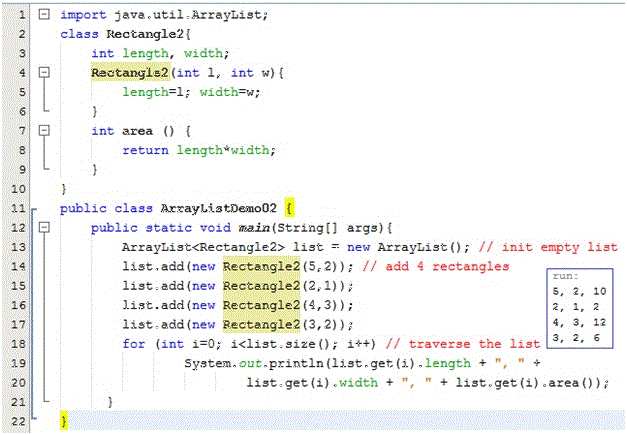 1 import java.util.ArrayList;
2 class Rectangle2{
3 int length, width;
4 Rectangle2(int l, int w){
5 length=l; width=w;
6 }
7 int area () {
8 return length*width;
9 }
10 }
11 public class ArrayListDemo02 {
12 public static void main(String[] args){
13 ArrayList<Rectangle2> list = new ArrayList(); // init empty list
14 list.add(new Rectangle2(5,2)); // add 4 rectangles
15 list.add(new Rectangle2(2,1));
16 list.add(new Rectangle2(4,3));
17 list.add(new Rectangle2(3,2));
18 for (int i=0; i<list.size(); i++) // traverse the list
19 System.out.println(list.get(i).length + ", " +
20 list.get(i).width + ", " + list.get(i).area());
21 }
22 }
run:
5, 2, 10
2, 1, 2
4, 3, 12
3, 2, 6